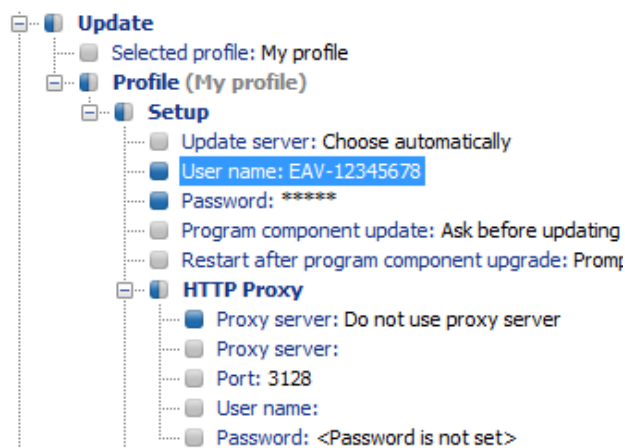 Update
Selected profile: My profile
Profile (My profile)
Setup
Update server: Choose automatically
User name: EAV-12345678
Password: *****
Program component update: Ask before updating
Restart after program component upgrade: Promp
HTTP Proxy
Proxy server: Do not use proxy server
Proxy server:
Port: 3128
User name:
Password: <Password is not set>